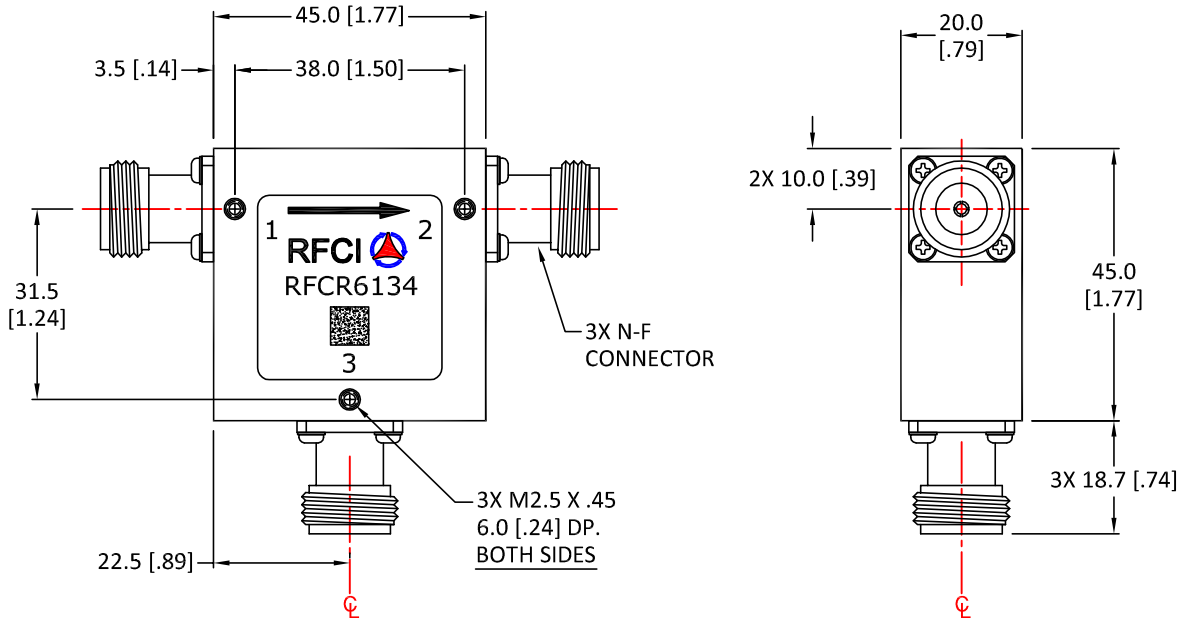 45.0 [1.77]
3.5 [.14]
38.0 [1.50]
1
2
RFCI
RFCR6134
3
31.5
[1.24]
3X N-F
CONNECTOR
3X M2.5 X .45
6.0 [.24] DP.
BOTH SIDES
22.5 [.89]
℄
20.0
[.79]
2X 10.0 [.39]
45.0
[1.77]
3X 18.7 [.74]
℄